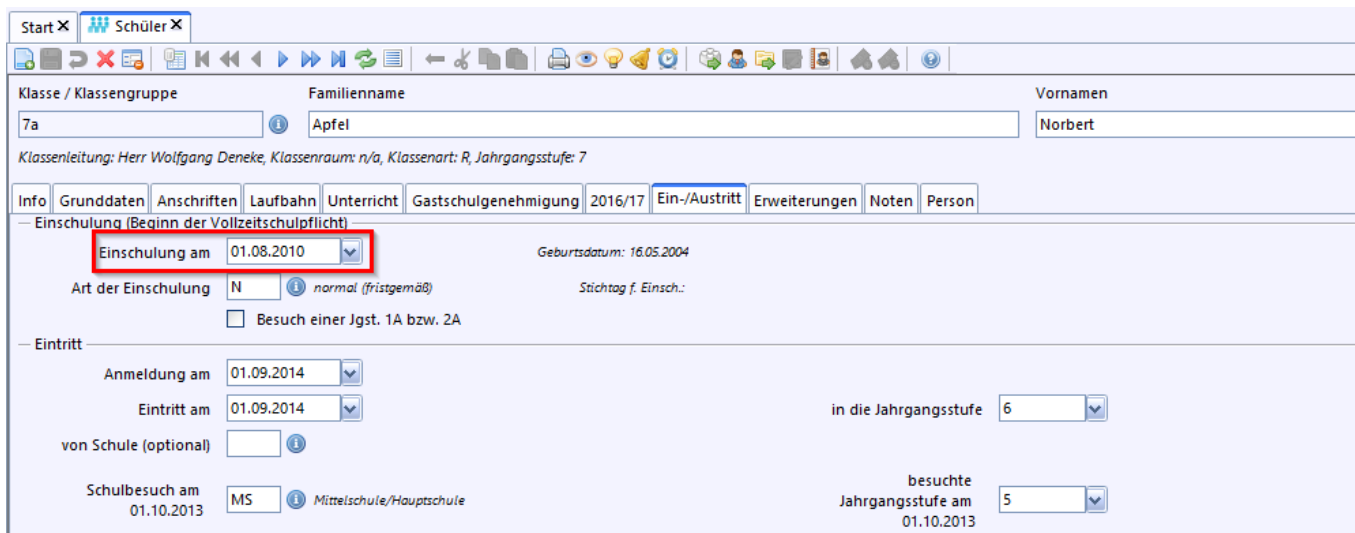 Start Schüler
Klasse / Klassengruppe Familienname Vornamen
7a Apfel Norbert
Klassenleitung: Herr Wolfgang Deneke, Klassenraum: n/a, Klassenart: R, Jahrgangsstufe: 7
Info Grunddaten Anschriften Laufbahn Unterricht Gastschulgenehmigung 2016/17 Ein-/Austritt Erweiterungen Noten Person
Einschulung (Beginn der Vollzeitschulpflicht)
Einschulung am 01.08.2010 Geburtsdatum: 16.05.2004
Art der Einschulung N normal (fristgemäß) Stichtag f. Einsch.:
Besuch einer Jgst. 1A bzw. 2A
Eintritt
Anmeldung am 01.09.2014
Eintritt am 01.09.2014 in die Jahrgangsstufe 6
von Schule (optional)
Schulbesuch am 01.10.2013 MS Mittelschule/Hauptschule
besuchte
Jahrgangsstufe am 5
01.10.2013